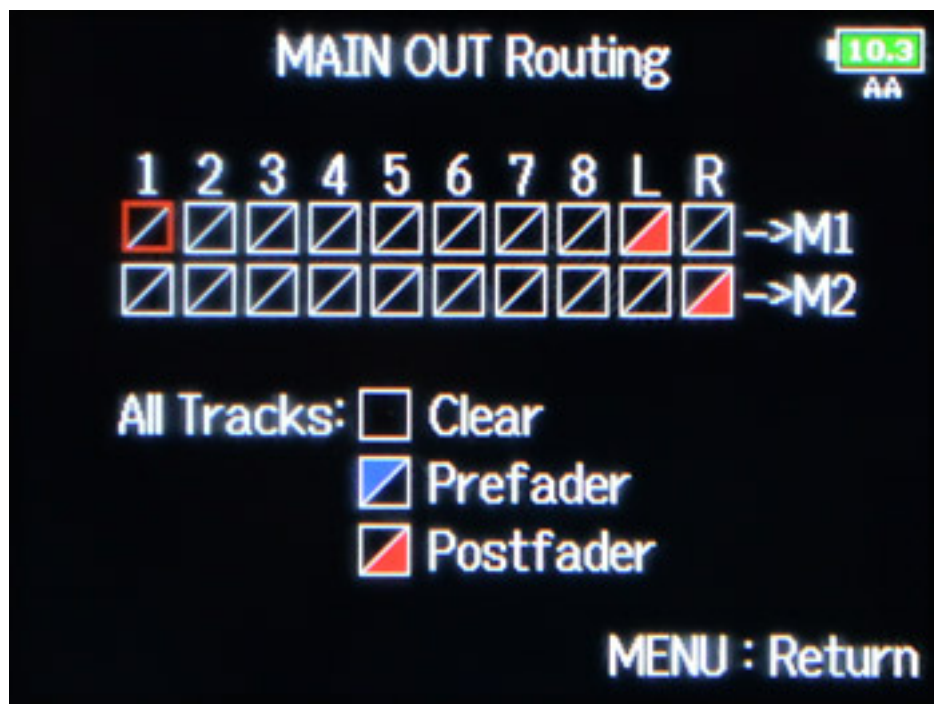 MAIN OUT Routing
10.3
AA
1 2 3 4 5 6 7 8 L R
->M1
->M2
All Tracks: Clear
Prefader
Postfader
MENU : Return